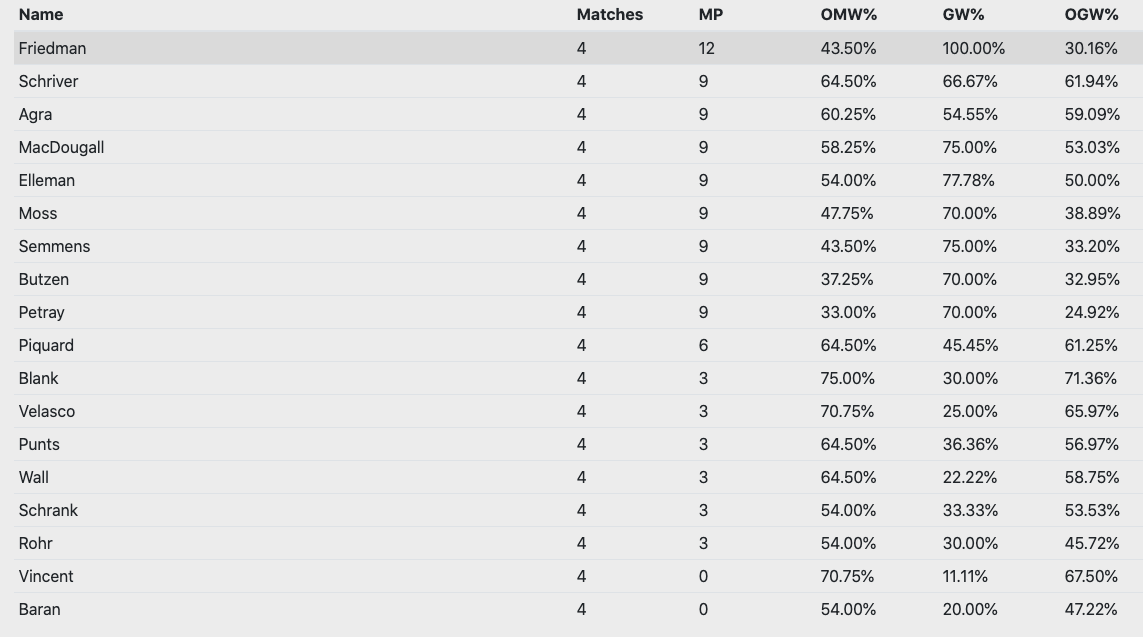 Name Matches MP OMW% GW% OGW%
Friedman 4 12 43.50% 100.00% 30.16%
Schriver 4 9 64.50% 66.67% 61.94%
Agra 4 9 60.25% 54.55% 59.09%
MacDougall 4 9 58.25% 75.00% 53.03%
Elleman 4 9 54.00% 77.78% 50.00%
Moss 4 9 47.75% 70.00% 38.89%
Semmens 4 9 43.50% 75.00% 33.20%
Butzen 4 9 37.25% 70.00% 32.95%
Petray 4 9 33.00% 70.00% 24.92%
Piquard 4 6 64.50% 45.45% 61.25%
Blank 4 3 75.00% 30.00% 71.36%
Velasco 4 3 70.75% 25.00% 65.97%
Punts 4 3 64.50% 36.36% 56.97%
Wall 4 3 64.50% 22.22% 58.75%
Schrank 4 3 54.00% 33.33% 53.53%
Rohr 4 3 54.00% 30.00% 45.72%
Vincent 4 0 70.75% 11.11% 67.50%
Baran 4 0 54.00% 20.00% 47.22%